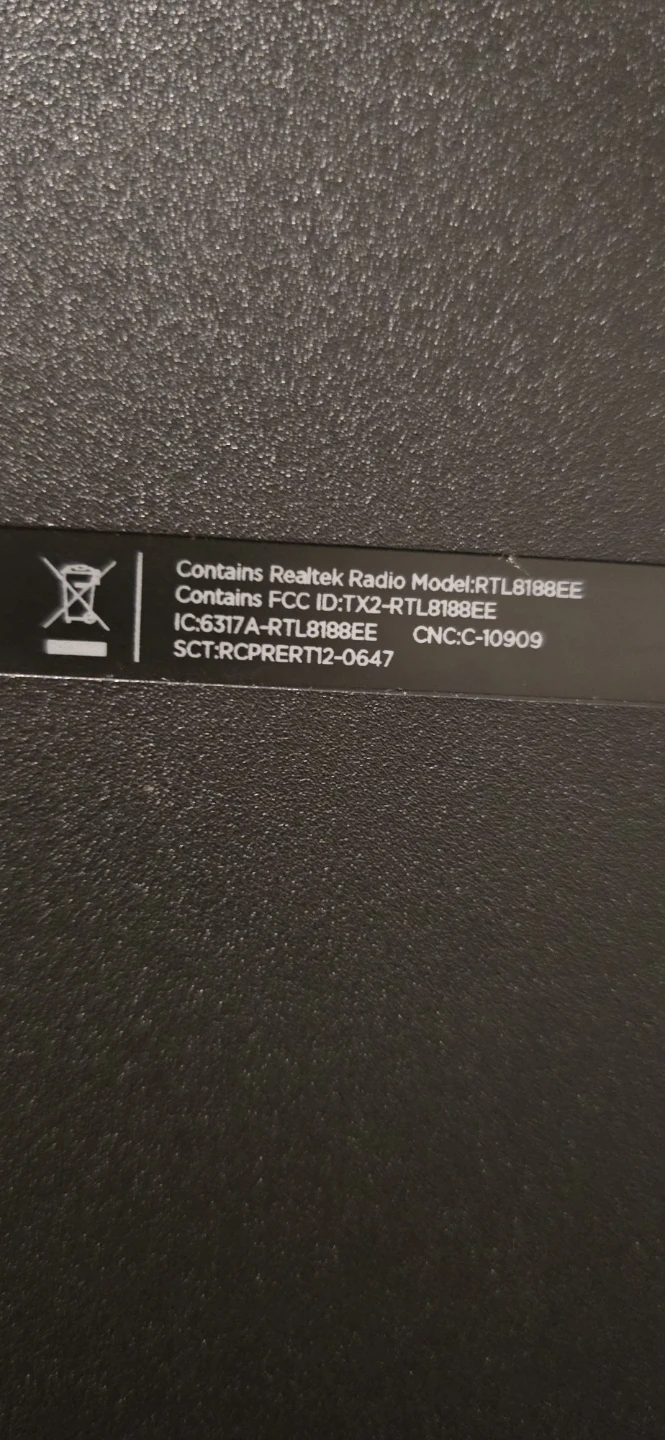 Contains Realtek Radio Model:RTL8188EE
Contains FCC ID:TX2-RTL8188EE
IC:6317A-RTL8188EE CNC:C-10909
SCT:RCPRERT12-0647